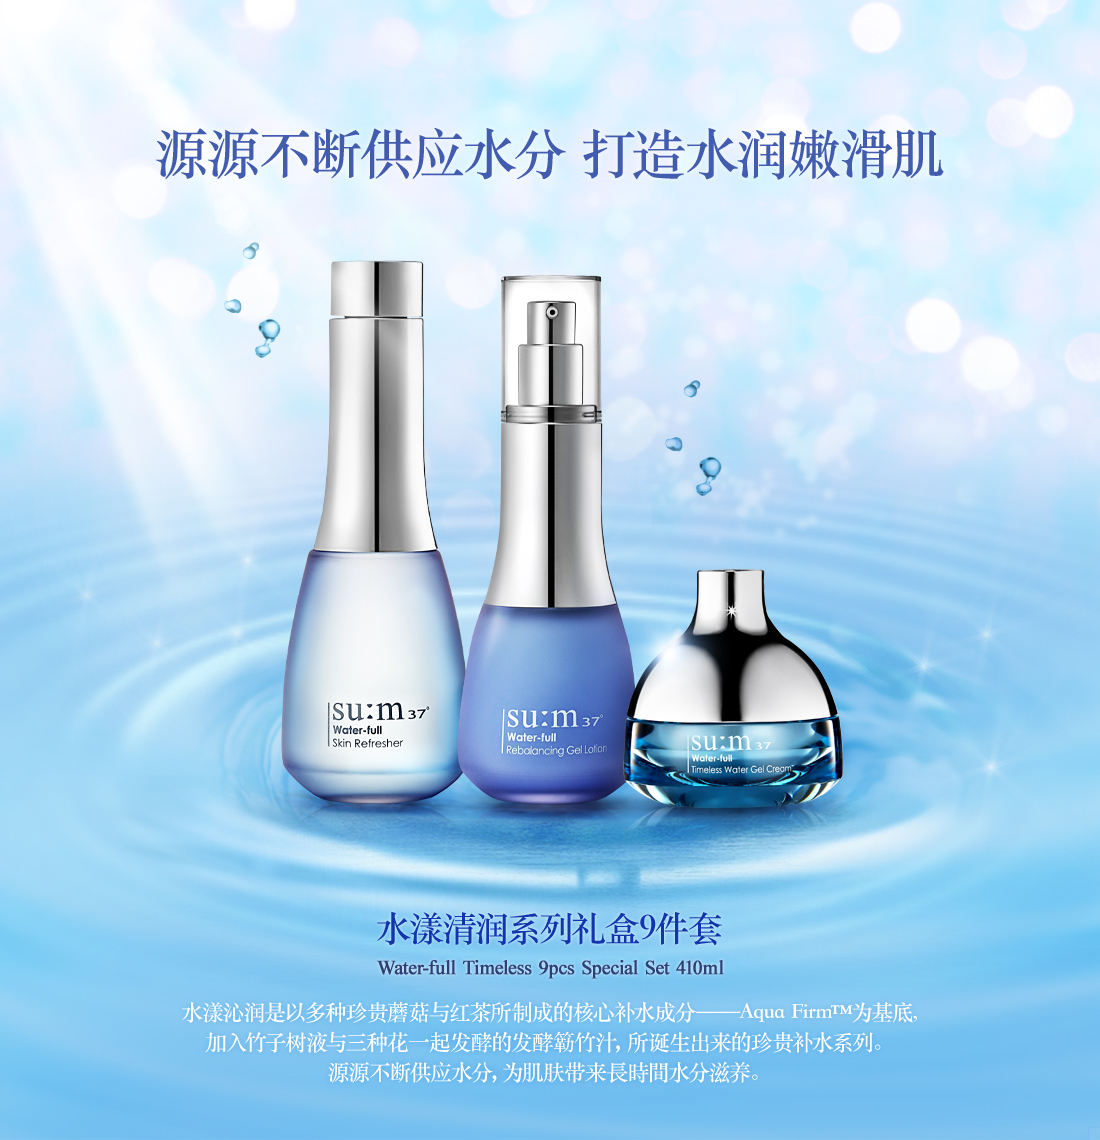 源源不断供应水分 打造水润嫩滑肌
su:m 37°
Water-full
Skin Refresher
su:m 37°
Water-full
Rebalancing Gel Lotion
su:m 37°
Water-full
Timeless Water Gel Cream™
水漾清润系列礼盒9件套
Water-full Timeless 9pcs Special Set 410ml
水漾沁润是以多种珍贵蘑菇与红茶所制成的核心补水成分——Aqua Firm™为基底,
加入竹子树液与三种花一起发酵的发酵簕竹汁, 所诞生出来的珍贵补水系列。
源源不断供应水分, 为肌肤带来長時間水分滋养。